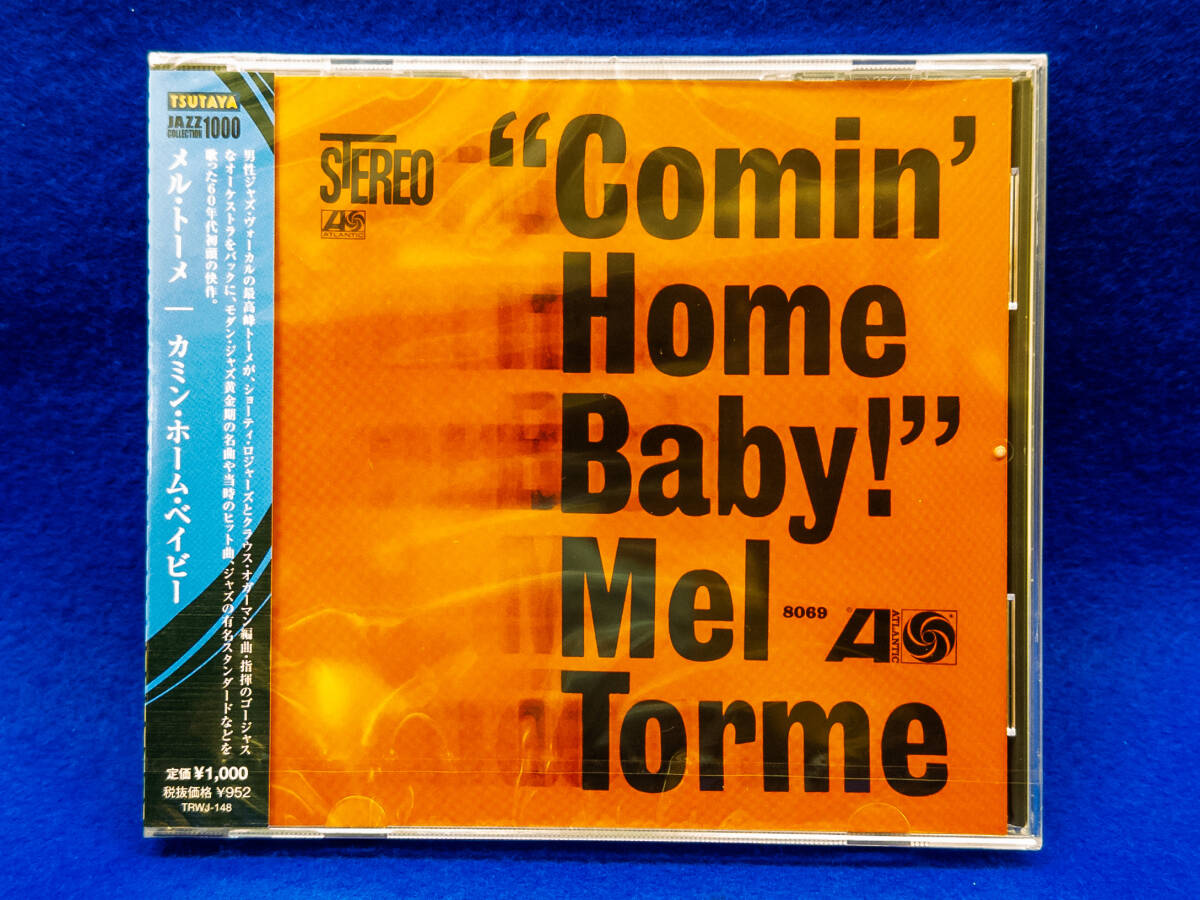 TSUTAYA
JAZZ
COLLECTION 1000
メル・トーメ｜カミン・ホーム・ベイビー
男性ジャズ・ヴォーカルの最高峰トーメが、ショーティ・ロジャーズとクラウス・オガーマン編曲・指揮のゴージャス
なオーケストラをバックに、モダン・ジャズ黄金期の名曲や当時のヒット曲、ジャズの有名スタンダードなどを
歌った60年代初頭の快作。
定価 ¥1,000
税抜価格 ¥952
TRWJ-148
STEREO
ATLANTIC
“Comin’
Home
Baby!”
Mel
8069
ATLANTIC
Torme